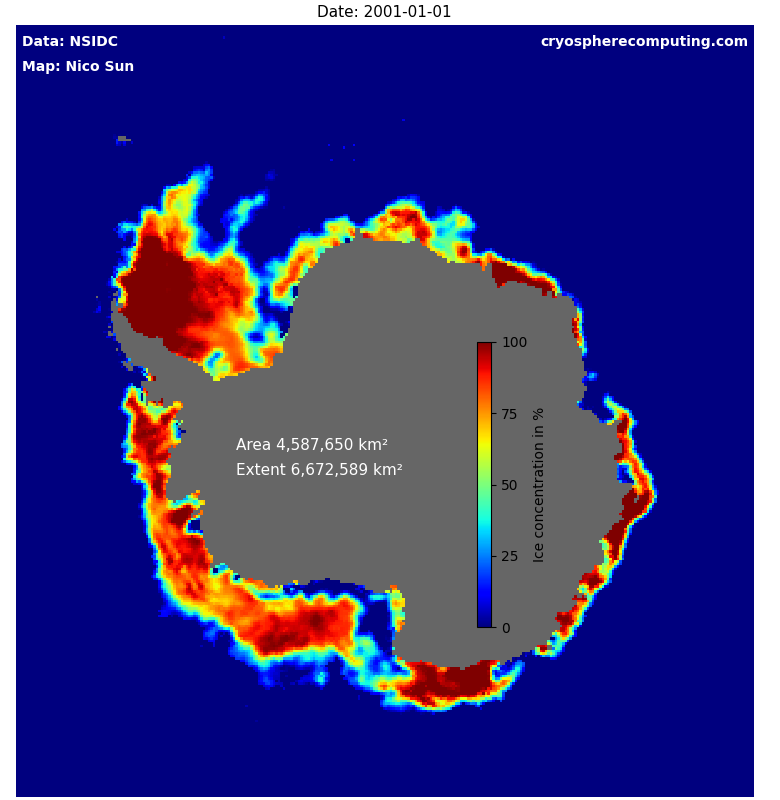 Date: 2001-01-01
Data: NSIDC
cryospherecomputing.com
Map: Nico Sun
Area 4,587,650 km²
Extent 6,672,589 km²
100
75
50
25
0
Ice concentration in %